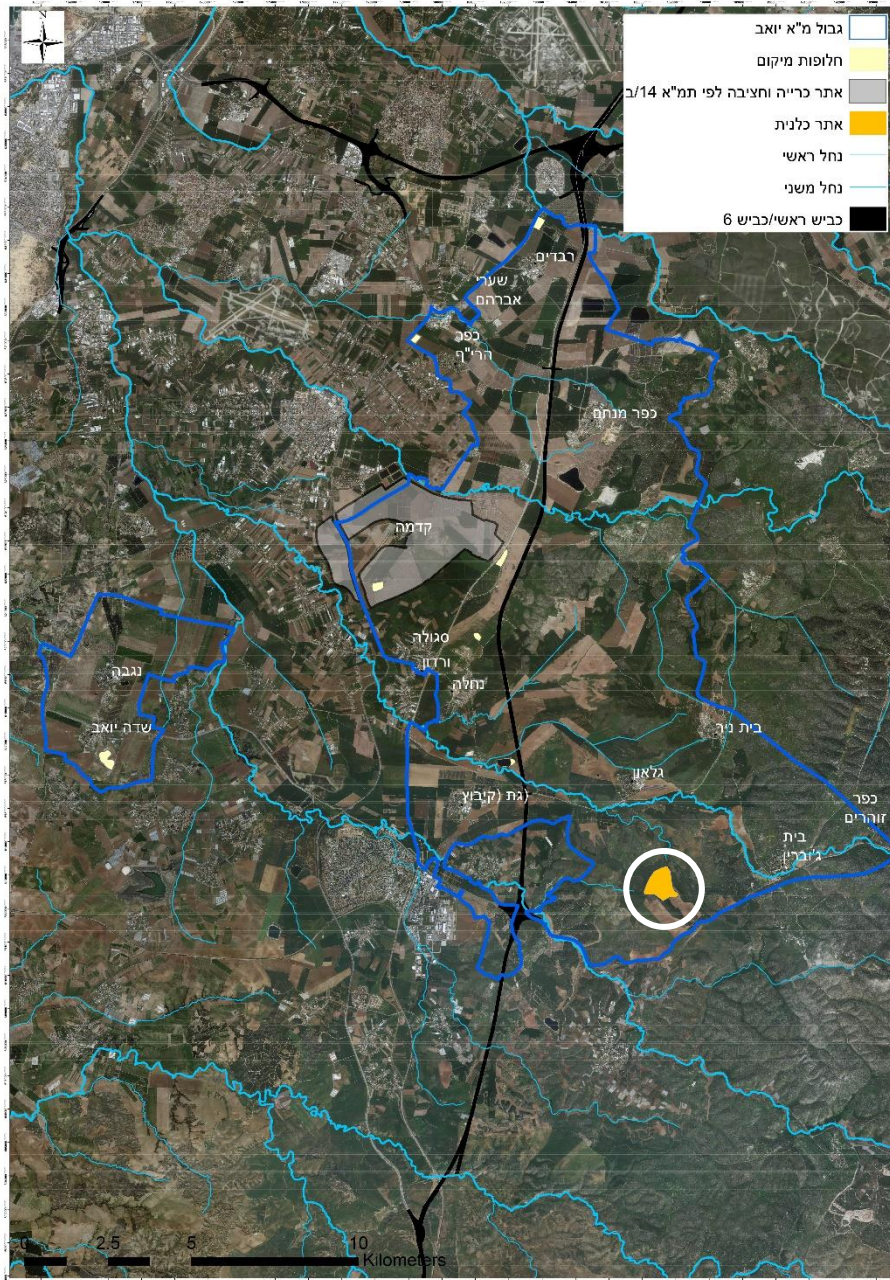 גבול מ"א יואב
חלופות מיקום
אתר כרייה וחציבה לפי תמ"א 14/ב
אתר כלנית
נחל ראשי
נחל משני
כביש ראשי/כביש 6
N
רבדים
שערי
אברהם
כפר
הרי"ף
כפר מנחם
קדמה
סגולה
ורדון
נחלה
נגבה
שדה יואב
בית ניר
גלאון
גת (קיבוץ)
כפר
זוהרים
בית
ג'וברין
0 2.5 5 10
Kilometers